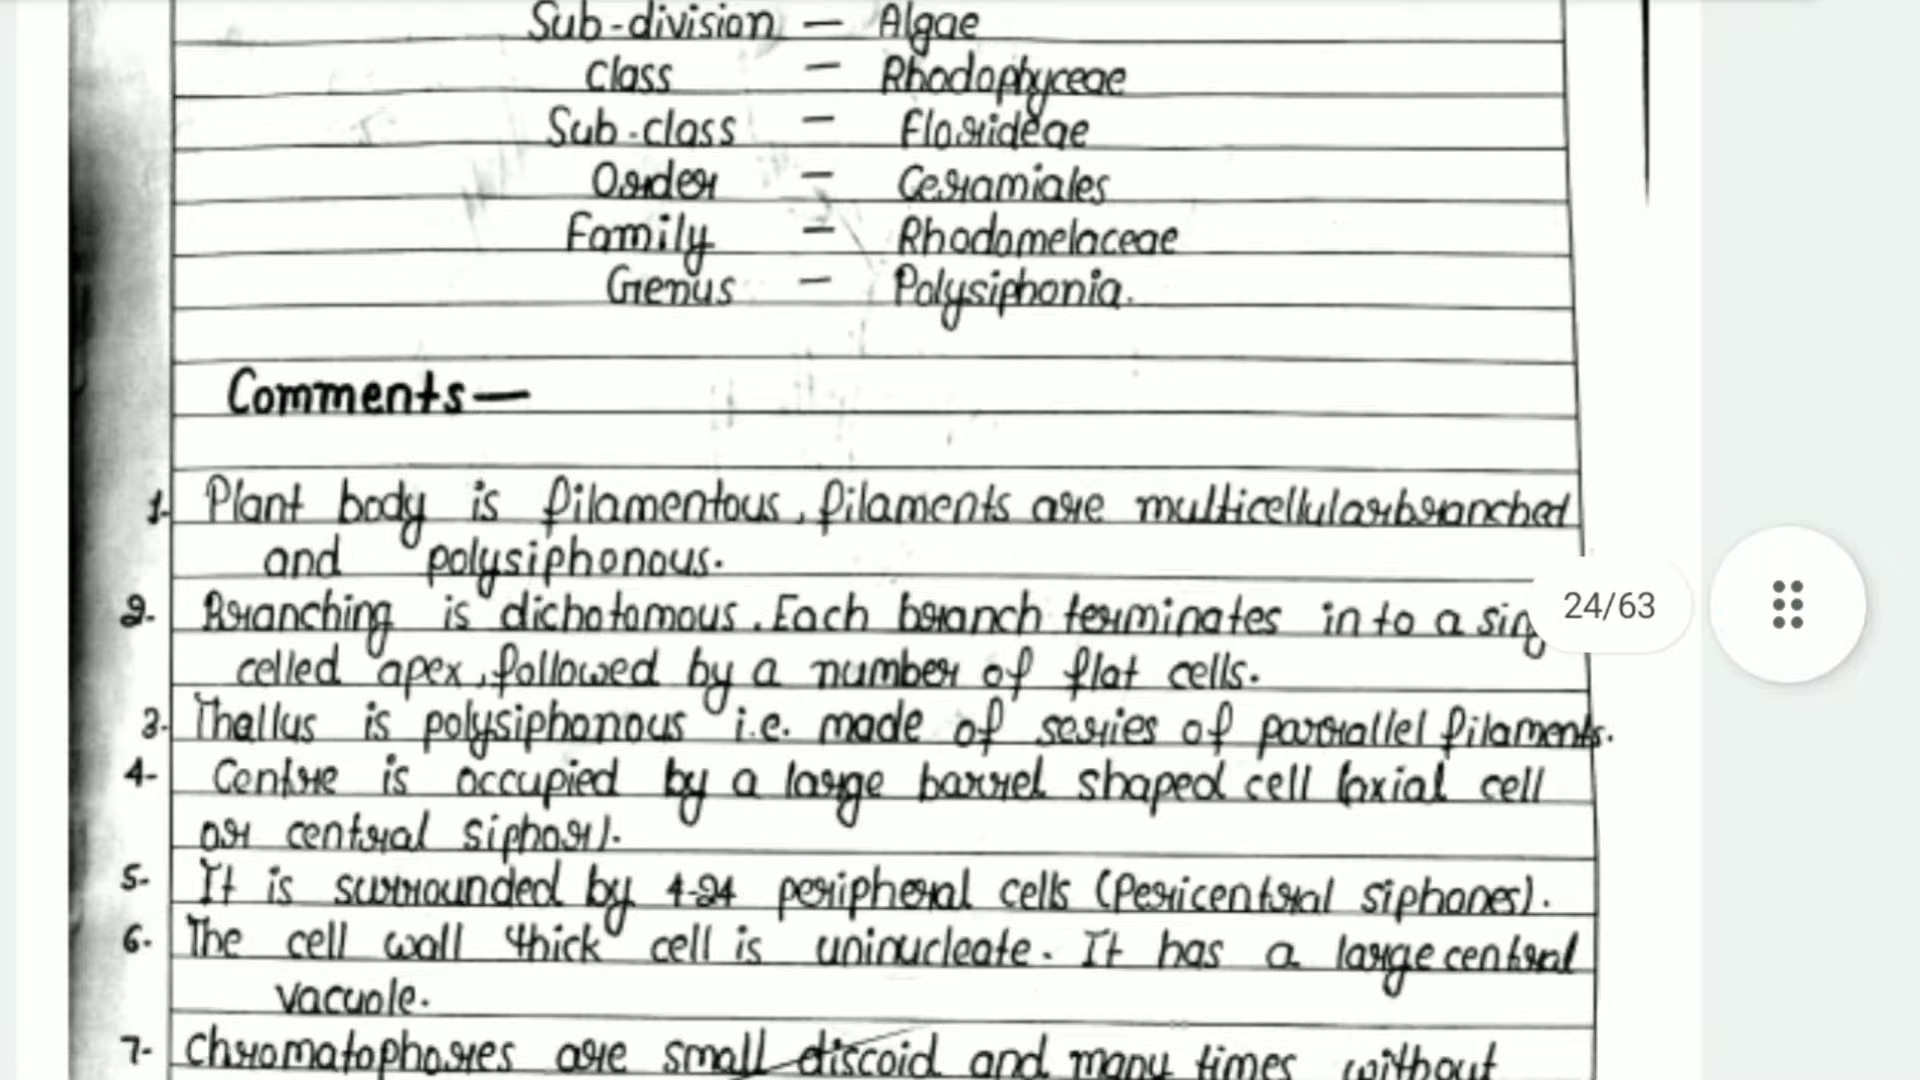 Sub-division — Algae
Class — Rhodophyceae
Sub-class — Florideae
Order — Ceramiales
Family — Rhodomelaceae
Genus — Polysiphonia.
Comments—
1- Plant body is filamentous, filaments are multicellular branched
and polysiphonous.
2- Branching is dichotomous. Each branch terminates in to a sing
24/63
celled apex, followed by a number of flat cells.
3- Thallus is polysiphonous i.e. made of series of parrallel filaments.
4- Centre is occupied by a large barrel shaped cell (axial cell
or central siphor).
5- It is surrounded by 4-24 peripheral cells (Pericentral siphones).
6- The cell wall thick cell is uninucleate. It has a large central
vacuole.
7- Chromatophores are small discoid and many times without